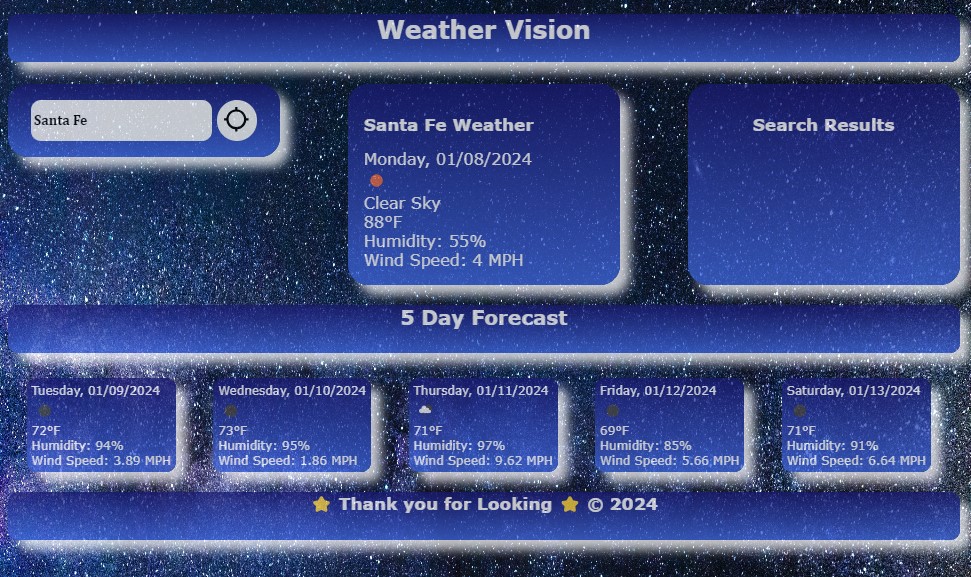 Weather Vision
Santa Fe
Santa Fe Weather
Monday, 01/08/2024
Clear Sky
88°F
Humidity: 55%
Wind Speed: 4 MPH
Search Results
5 Day Forecast
Tuesday, 01/09/2024
72°F
Humidity: 94%
Wind Speed: 3.89 MPH
Wednesday, 01/10/2024
73°F
Humidity: 95%
Wind Speed: 1.86 MPH
Thursday, 01/11/2024
71°F
Humidity: 97%
Wind Speed: 9.62 MPH
Friday, 01/12/2024
69°F
Humidity: 85%
Wind Speed: 5.66 MPH
Saturday, 01/13/2024
71°F
Humidity: 91%
Wind Speed: 6.64 MPH
⭐ Thank you for Looking ⭐ © 2024